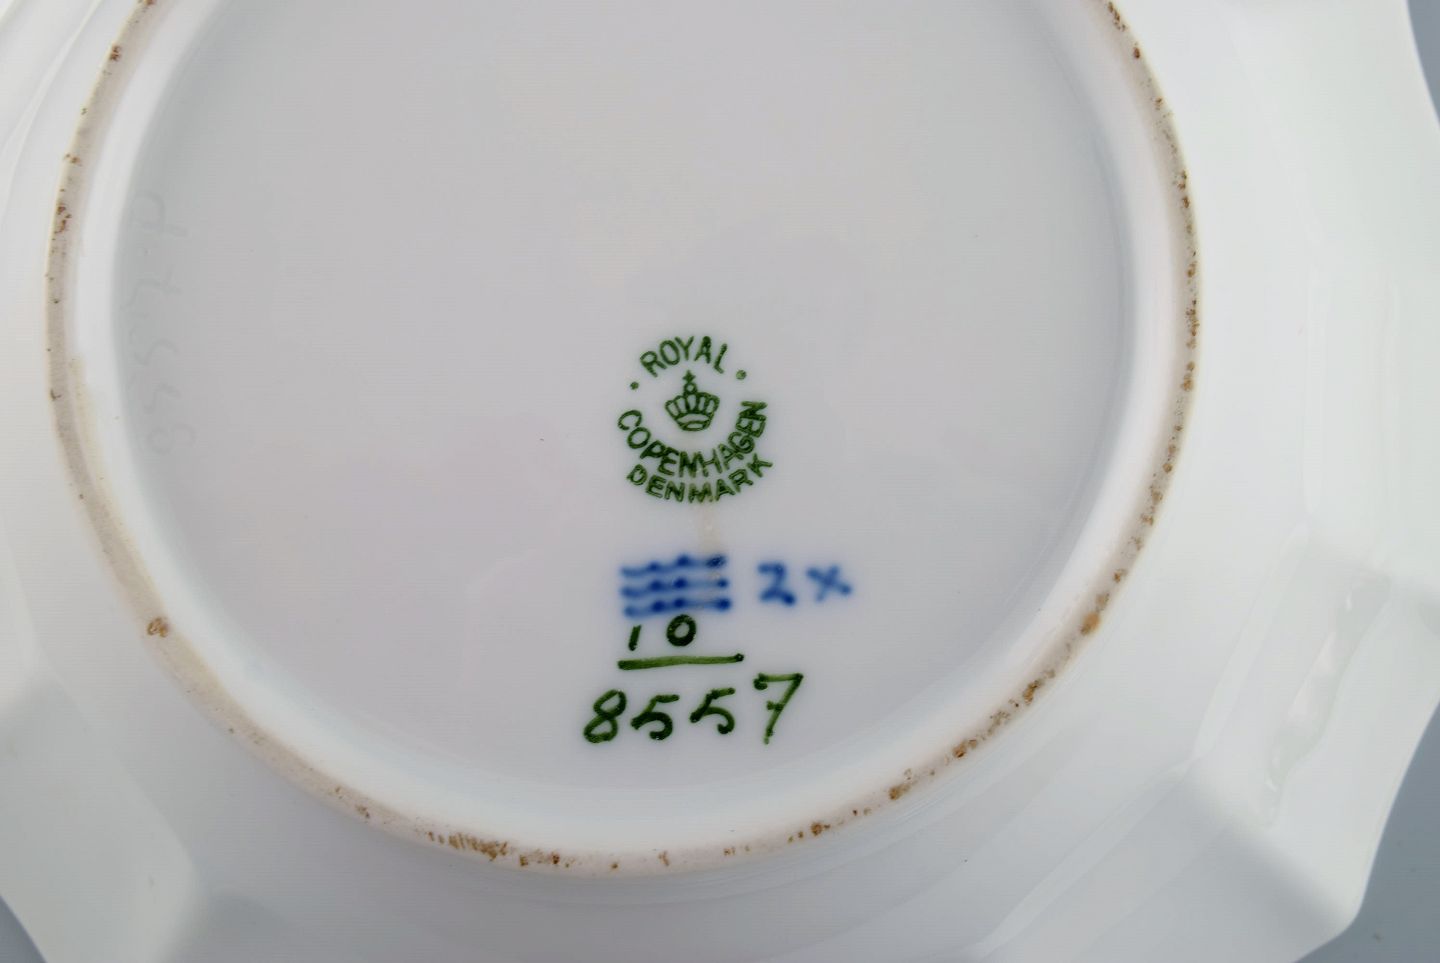 ROYAL
COPENHAGEN
DENMARK
2x
10
8557